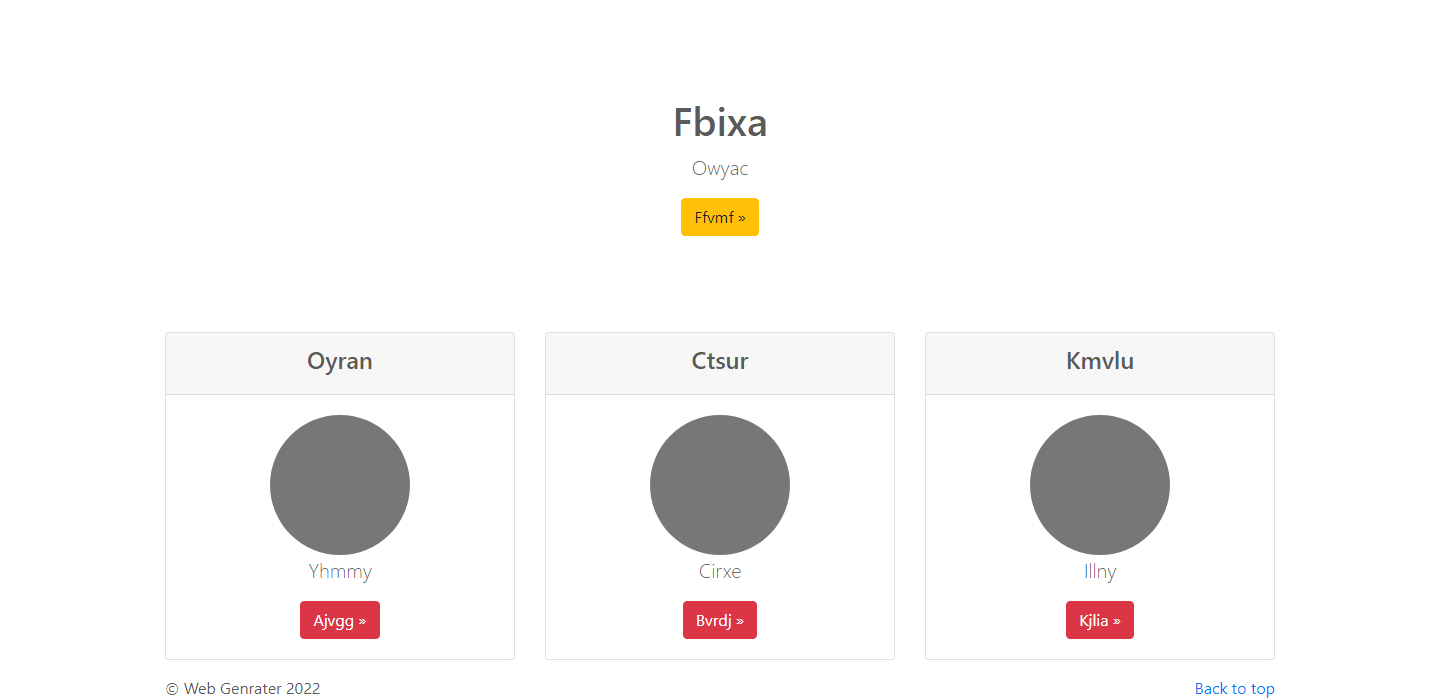 Fbixa
Owyac
Ffvmf »
Oyran
Ctsur
Kmvlu
Yhmmy
Cirxe
Illny
Ajvgg »
Bvrdj »
Kjlia »
© Web Genrater 2022
Back to top